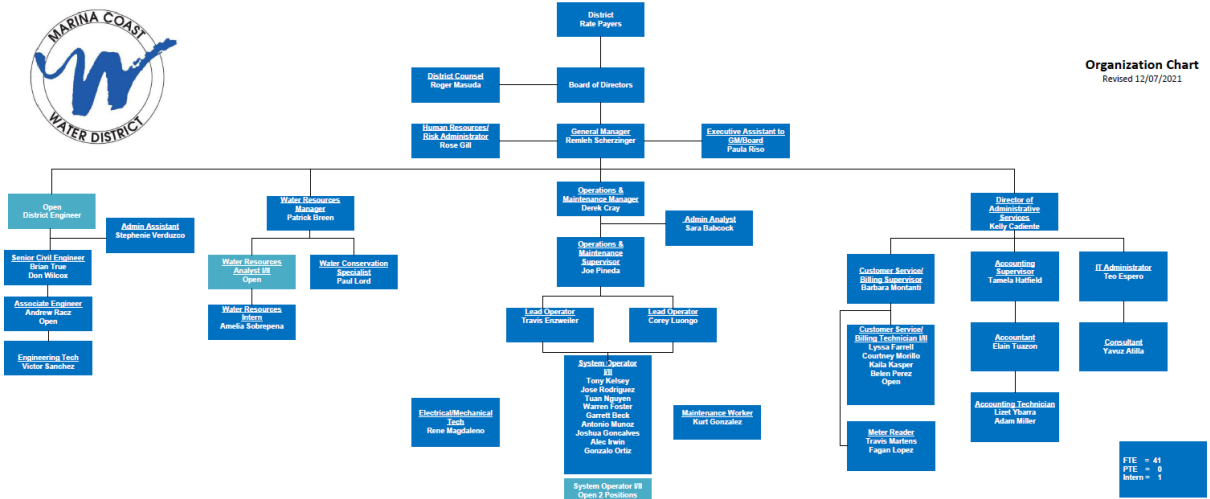 MARINA COAST
WATER DISTRICT
District
Rate Payers
Organization Chart
Revised 12/07/2021
District Counsel
Roger Masuda
Board of Directors
Human Resources/
Risk Administrator
Rose Gill
General Manager
Remleh Scherzinger
Executive Assistant to
GM/Board
Paula Riso
Open
District Engineer
Admin Assistant
Stephenie Verduzco
Senior Civil Engineer
Brian True
Don Wilcox
Associate Engineer
Andrew Racz
Open
Engineering Tech
Victor Sanchez
Water Resources
Manager
Patrick Breen
Water Resources
Analyst I/II
Open
Water Conservation
Specialist
Paul Lord
Water Resources
Intern
Amelia Sobrepena
Operations &
Maintenance Manager
Derek Cray
Admin Analyst
Sara Babcock
Operations &
Maintenance
Supervisor
Joe Pineda
Lead Operator
Travis Enzweiler
Lead Operator
Corey Luongo
System Operator
I/II
Tony Kelsey
Jose Rodriguez
Tuan Nguyen
Warren Foster
Garrett Beck
Antonio Munoz
Joshua Goncalves
Alec Irwin
Gonzalo Ortiz
System Operator I/II
Open 2 Positions
Electrical/Mechanical
Tech
Rene Magdaleno
Maintenance Worker
Kurt Gonzalez
Director of
Administrative
Services
Kelly Cadiente
Customer Service/
Billing Supervisor
Barbara Montanti
Customer Service/
Billing Technician I/II
Lyssa Farrell
Courtney Morillo
Kaila Kasper
Belen Perez
Open
Meter Reader
Travis Martens
Fagan Lopez
Accounting
Supervisor
Tamela Hatfield
Accountant
Elain Tuazon
Accounting Technician
Lizet Ybarra
Adam Miller
IT Administrator
Teo Espero
Consultant
Yavuz Atilla
FTE = 41
PTE = 0
Intern = 1